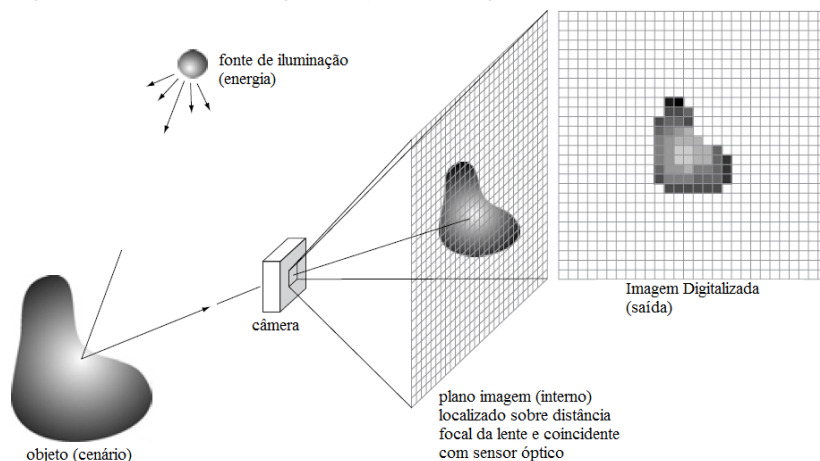 fonte de iluminação
(energia)
câmera
Imagem Digitalizada
(saída)
plano imagem (interno)
localizado sobre distância
focal da lente e coincidente
com sensor óptico
objeto (cenário)